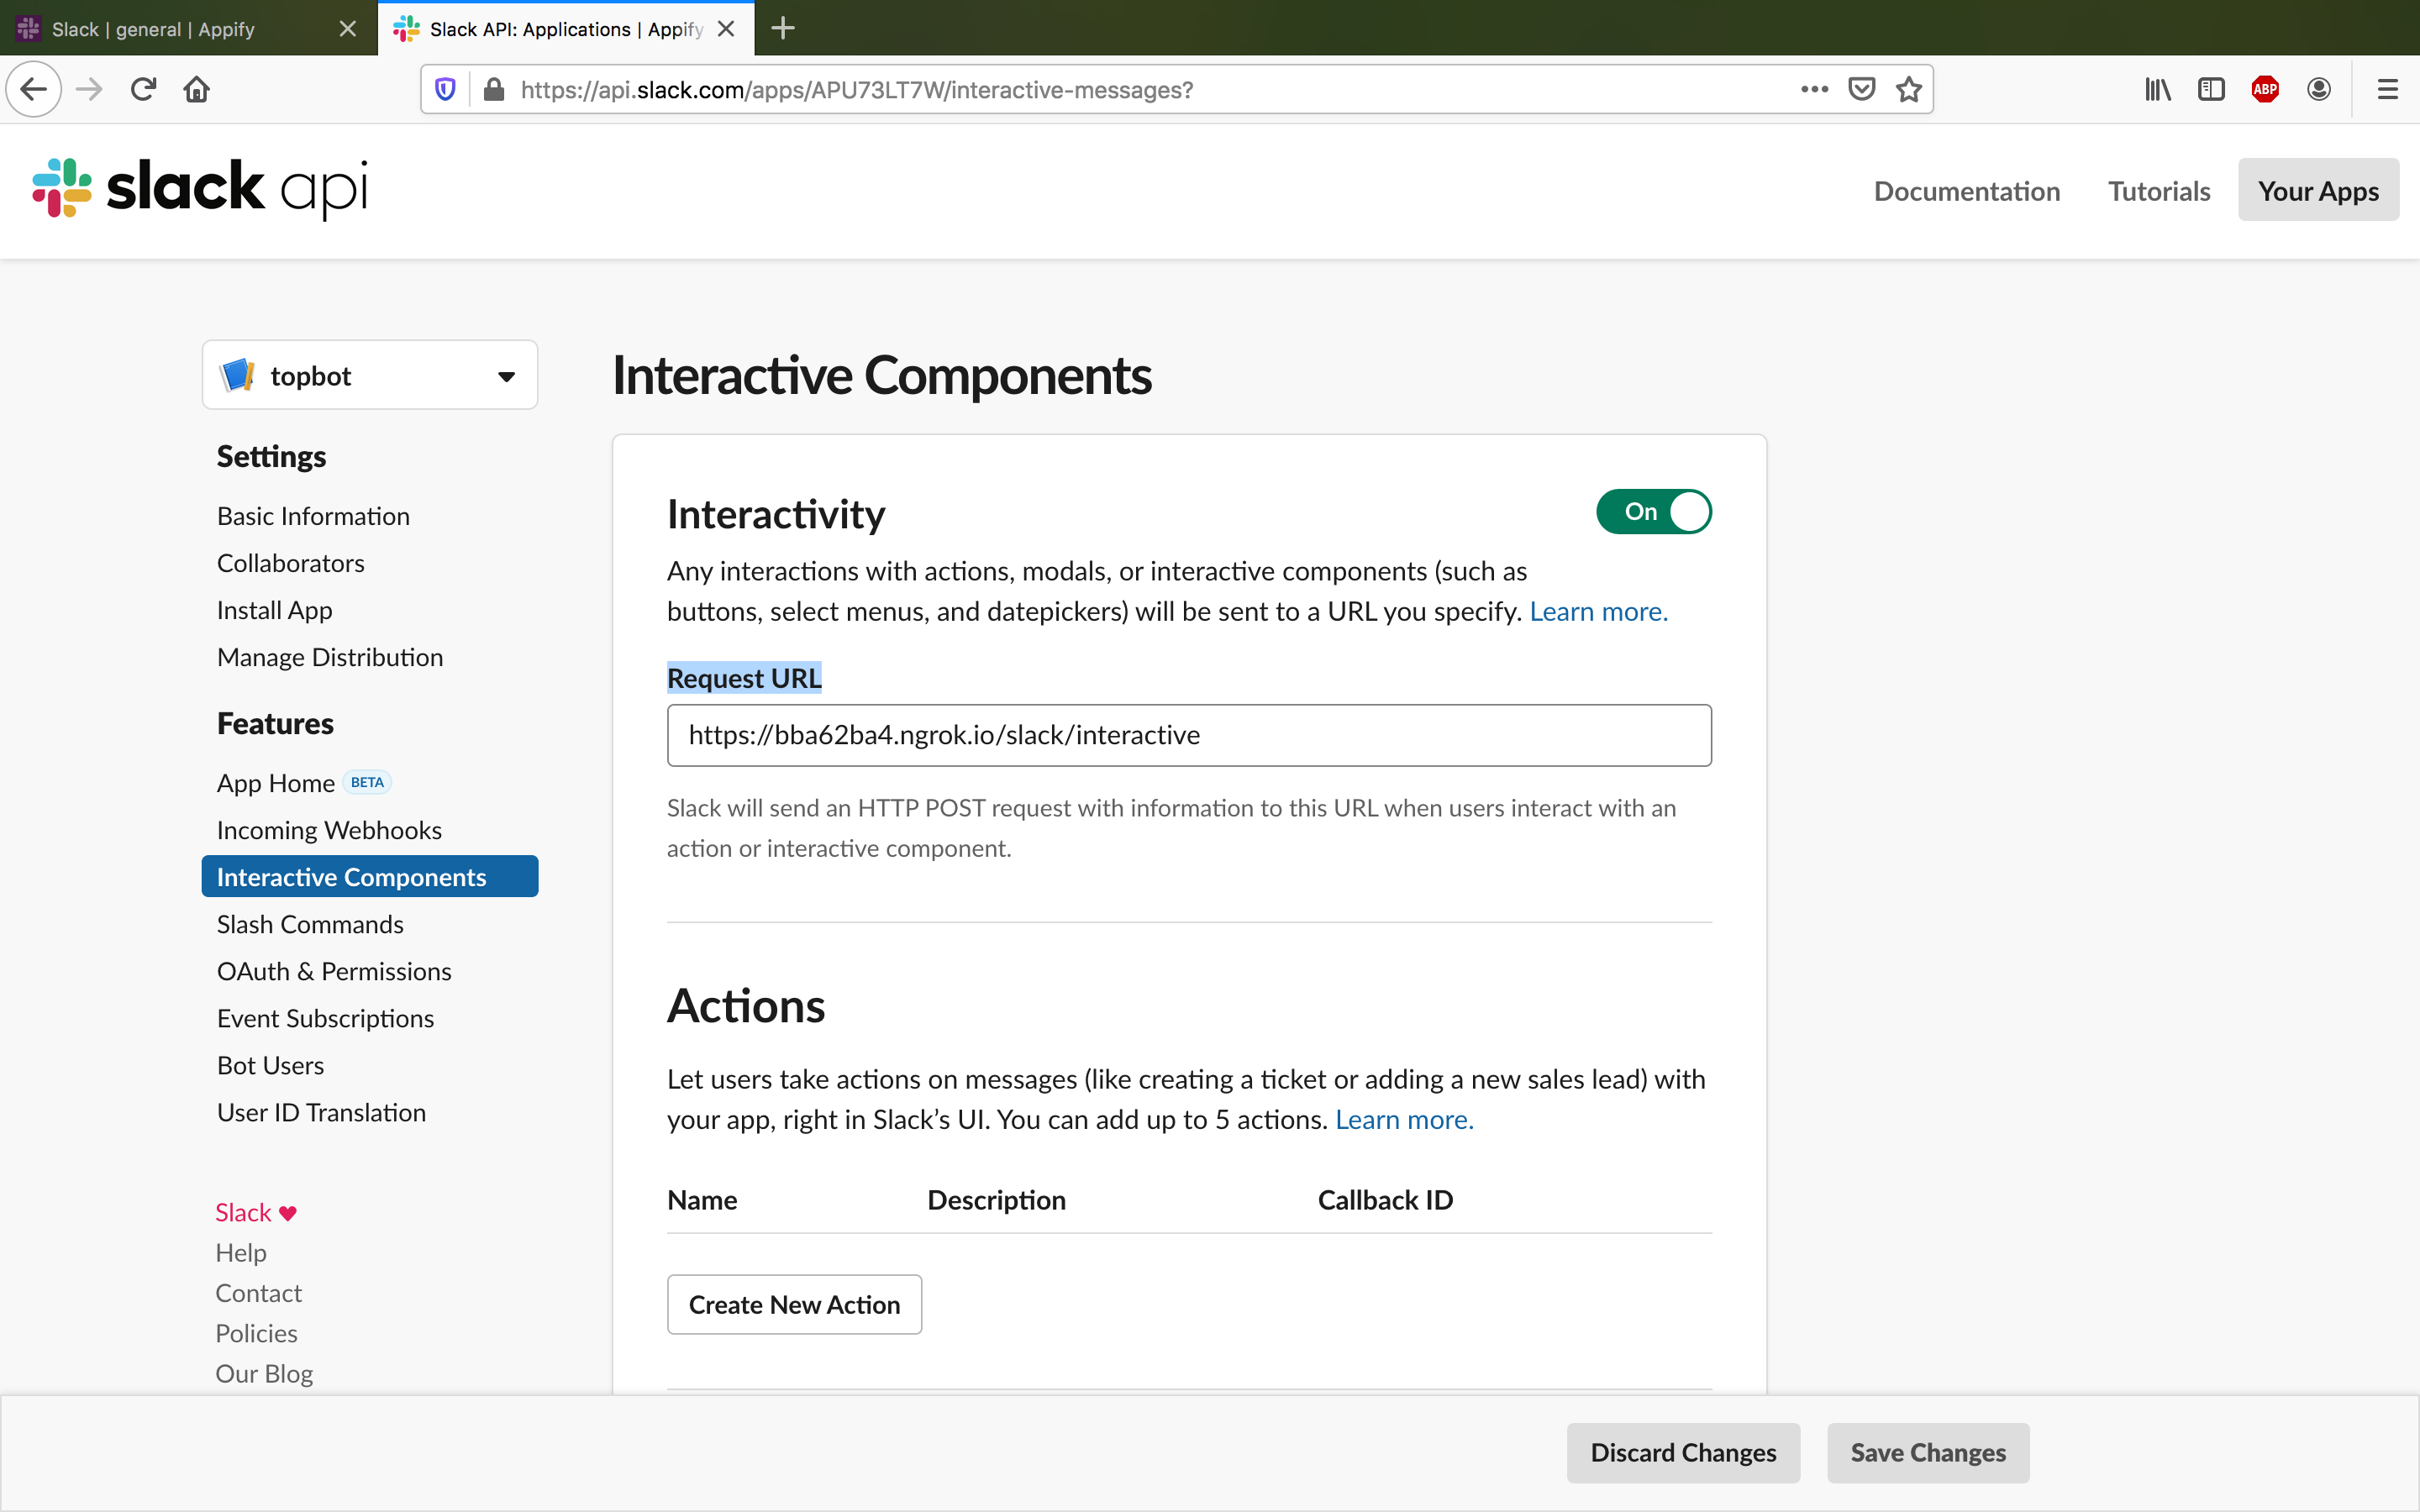 Slack | general | Appify
Slack API: Applications | Appify
https://api.slack.com/apps/APU73LT7W/interactive-messages?
ABP
slack api
Documentation
Tutorials
Your Apps
topbot
Settings
Basic Information
Collaborators
Install App
Manage Distribution
Features
App Home BETA
Incoming Webhooks
Interactive Components
Slash Commands
OAuth & Permissions
Event Subscriptions
Bot Users
User ID Translation
Slack ♥
Help
Contact
Policies
Our Blog
Interactive Components
Interactivity
On
Any interactions with actions, modals, or interactive components (such as
buttons, select menus, and datepickers) will be sent to a URL you specify. Learn more.
Request URL
https://bba62ba4.ngrok.io/slack/interactive
Slack will send an HTTP POST request with information to this URL when users interact with an
action or interactive component.
Actions
Let users take actions on messages (like creating a ticket or adding a new sales lead) with
your app, right in Slack’s UI. You can add up to 5 actions. Learn more.
Name Description Callback ID
Create New Action
Discard Changes
Save Changes